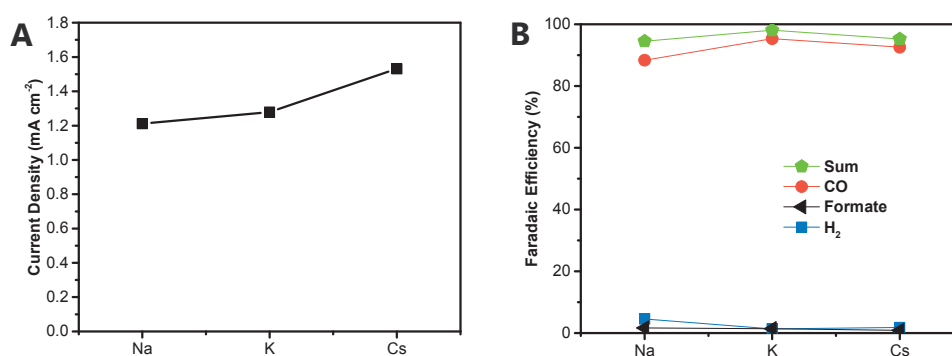 A
Current Density (mA cm⁻²)
1.8
1.6
1.4
1.2
1.0
0.8
0.6
0.4
0.2
0.0
Na
K
Cs
B
Faradaic Efficiency (%)
100
80
60
40
20
0
Sum
CO
Formate
H₂
Na
K
Cs